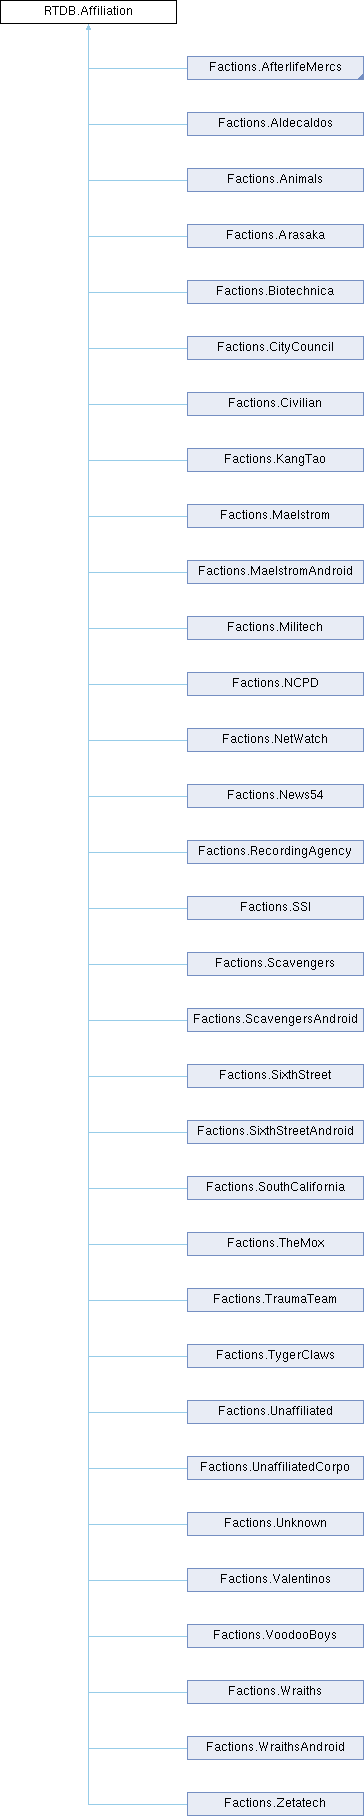 RTDB.Affiliation
Factions.AfterlifeMercs
Factions.Aldecaldos
Factions.Animals
Factions.Arasaka
Factions.Biotechnica
Factions.CityCouncil
Factions.Civilian
Factions.KangTao
Factions.Maelstrom
Factions.MaelstromAndroid
Factions.Militech
Factions.NCPD
Factions.NetWatch
Factions.News54
Factions.RecordingAgency
Factions.SSI
Factions.Scavengers
Factions.ScavengersAndroid
Factions.SixthStreet
Factions.SixthStreetAndroid
Factions.SouthCalifornia
Factions.TheMox
Factions.TraumaTeam
Factions.TygerClaws
Factions.Unaffiliated
Factions.UnaffiliatedCorpo
Factions.Unknown
Factions.Valentinos
Factions.VoodooBoys
Factions.Wraiths
Factions.WraithsAndroid
Factions.Zetatech